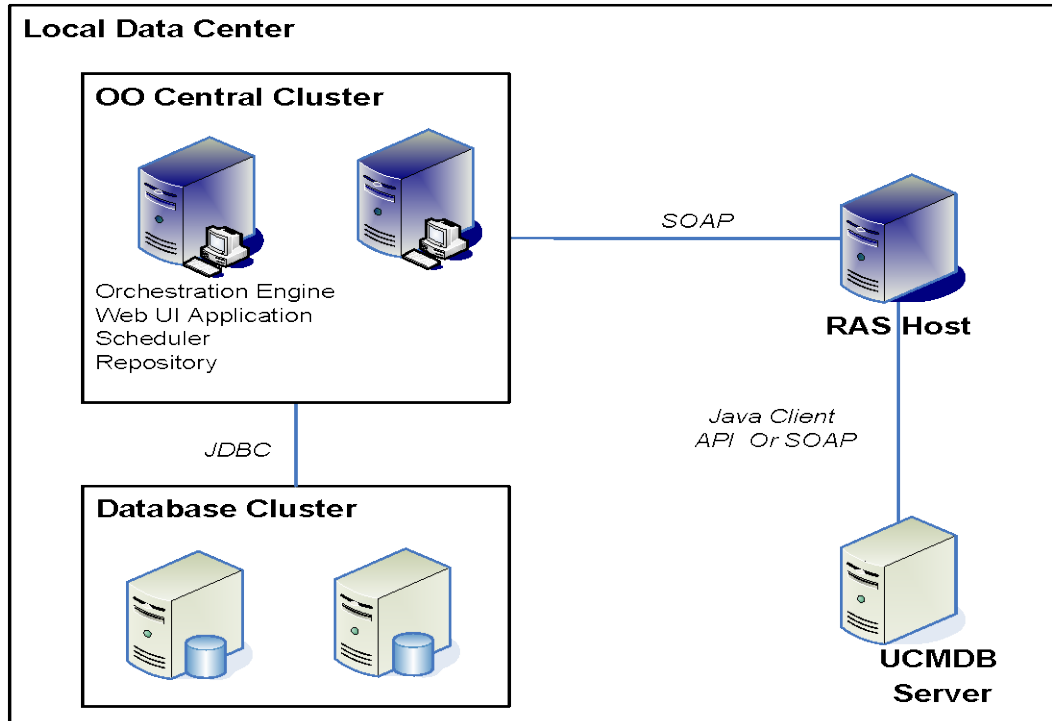 Local Data Center
OO Central Cluster
Orchestration Engine
Web UI Application
Scheduler
Repository
SOAP
RAS Host
JDBC
Java Client
API Or SOAP
Database Cluster
UCMDB
Server